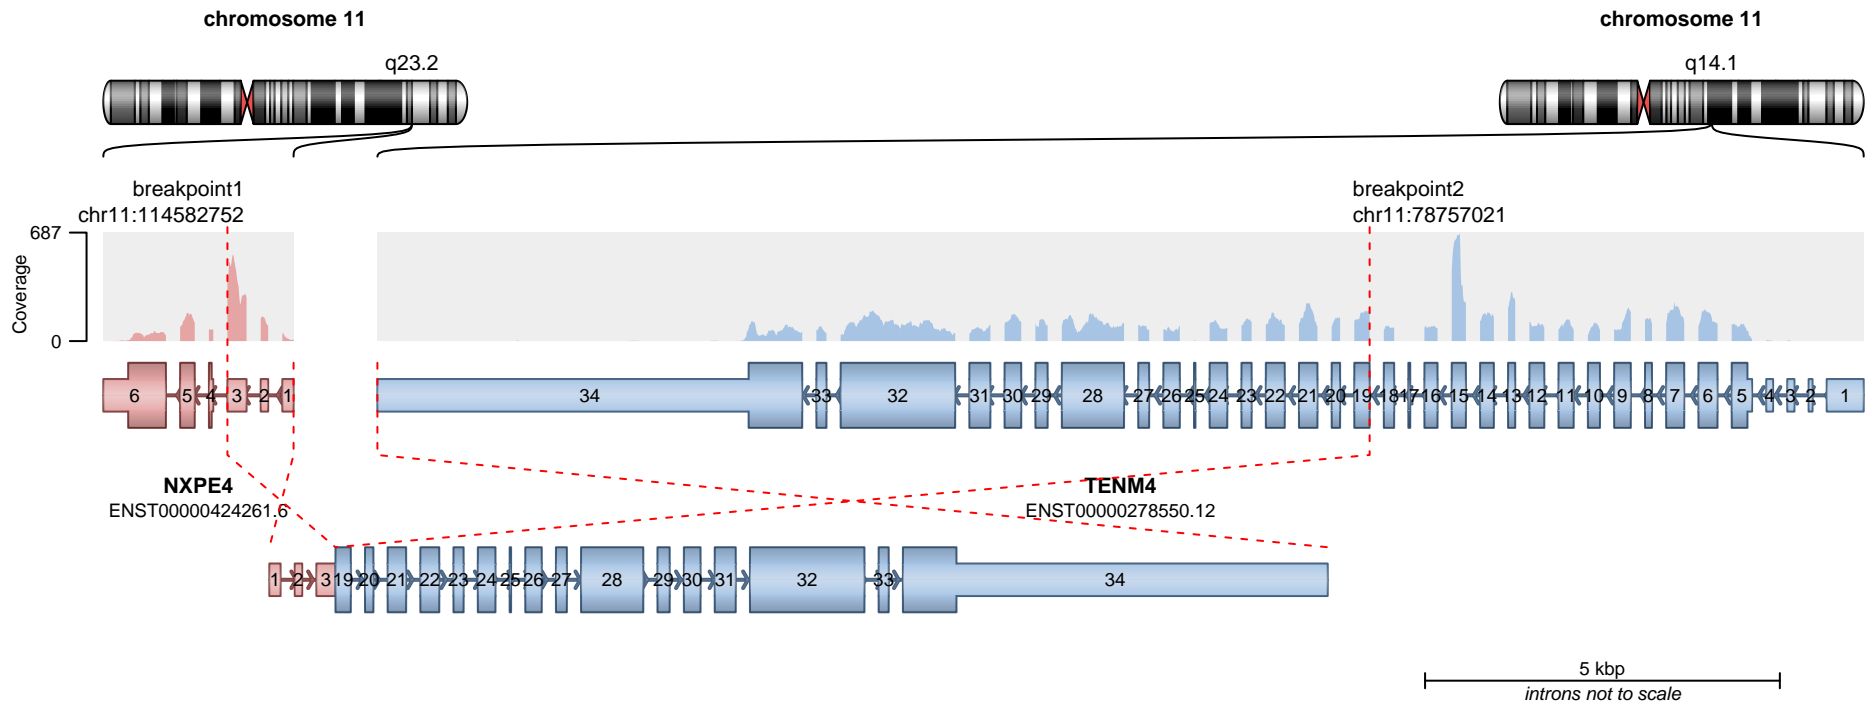 chromosome 11
chromosome 11
q23.2
q14.1
breakpoint1
chr11:114582752
breakpoint2
chr11:78757021
687
0
Coverage
6 5 4 3 2 1
34 33 32 31 30 29 28 27 26 25 24 23 22 21 20 19 18 17 16 15 14 13 12 11 10 9 8 7 6 5 4 3 2 1
NXPE4
ENST00000424261.6
TENM4
ENST00000278550.12
1 2 3 19 20 21 22 23 24 25 26 27 28 29 30 31 32 33 34
5 kbp
introns not to scale